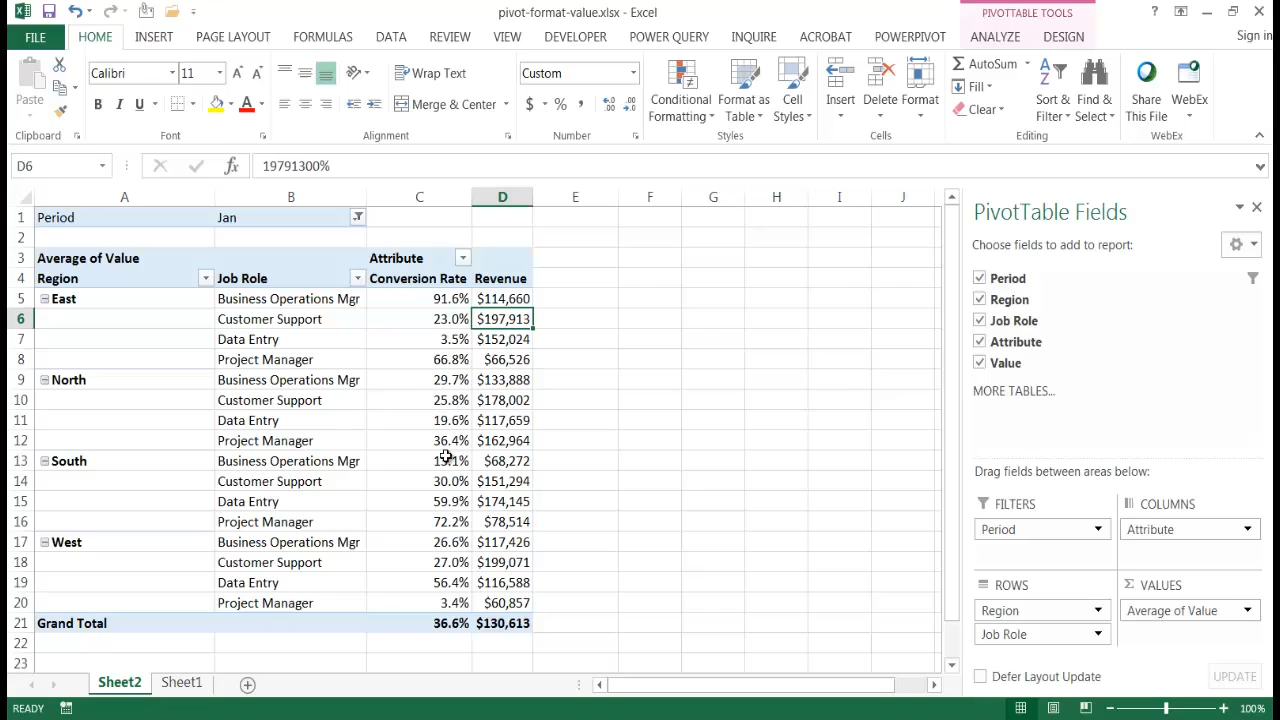 pivot-format-value.xlsx - Excel
PIVOTTABLE TOOLS
?
Sign in
FILE HOME INSERT PAGE LAYOUT FORMULAS DATA REVIEW VIEW DEVELOPER POWER QUERY INQUIRE ACROBAT POWERPIVOT ANALYZE DESIGN
Paste
Calibri 11
B I U
Wrap Text
Merge & Center
Custom
$ % ,
Conditional Formatting
Format as Table
Cell Styles
Insert
Delete
Format
AutoSum
Fill
Clear
Sort & Filter
Find & Select
Share This File
WebEx
Clipboard Font Alignment Number Styles Cells Editing WebEx
D6 fx 19791300%
A B C D E F G H I J
1 Period Jan
2
3 Average of Value Attribute
4 Region Job Role Conversion Rate Revenue
5 East Business Operations Mgr 91.6% $114,660
6 Customer Support 23.0% $197,913
7 Data Entry 3.5% $152,024
8 Project Manager 66.8% $66,526
9 North Business Operations Mgr 29.7% $133,888
10 Customer Support 25.8% $178,002
11 Data Entry 19.6% $117,659
12 Project Manager 36.4% $162,964
13 South Business Operations Mgr $68,272
14 Customer Support 30.0% $151,294
15 Data Entry 59.9% $174,145
16 Project Manager 72.2% $78,514
17 West Business Operations Mgr 26.6% $117,426
18 Customer Support 27.0% $199,071
19 Data Entry 56.4% $116,588
20 Project Manager 3.4% $60,857
21 Grand Total 36.6% $130,613
22
23
PivotTable Fields
Choose fields to add to report:
Period
Region
Job Role
Attribute
Value
MORE TABLES...
Drag fields between areas below:
FILTERS COLUMNS
Period Attribute
ROWS Σ VALUES
Region Average of Value
Job Role
Defer Layout Update UPDATE
Sheet2 Sheet1
READY 100%